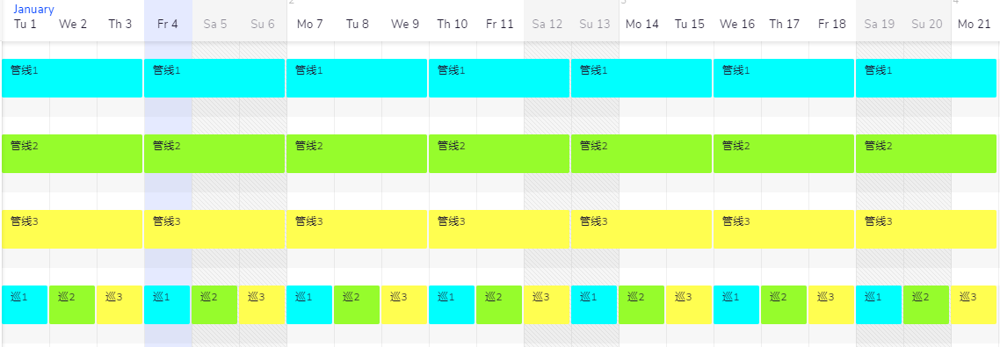 2
3
4
January
Tu 1 We 2 Th 3 Fr 4 Sa 5 Su 6 Mo 7 Tu 8 We 9 Th 10 Fr 11 Sa 12 Su 13 Mo 14 Tu 15 We 16 Th 17 Fr 18 Sa 19 Su 20 Mo 21
管线1 管线1 管线1 管线1 管线1 管线1 管线1
管线2 管线2 管线2 管线2 管线2 管线2 管线2
管线3 管线3 管线3 管线3 管线3 管线3 管线3
巡1 巡2 巡3 巡1 巡2 巡3 巡1 巡2 巡3 巡1 巡2 巡3 巡1 巡2 巡3 巡1 巡2 巡3 巡1 巡2 巡3